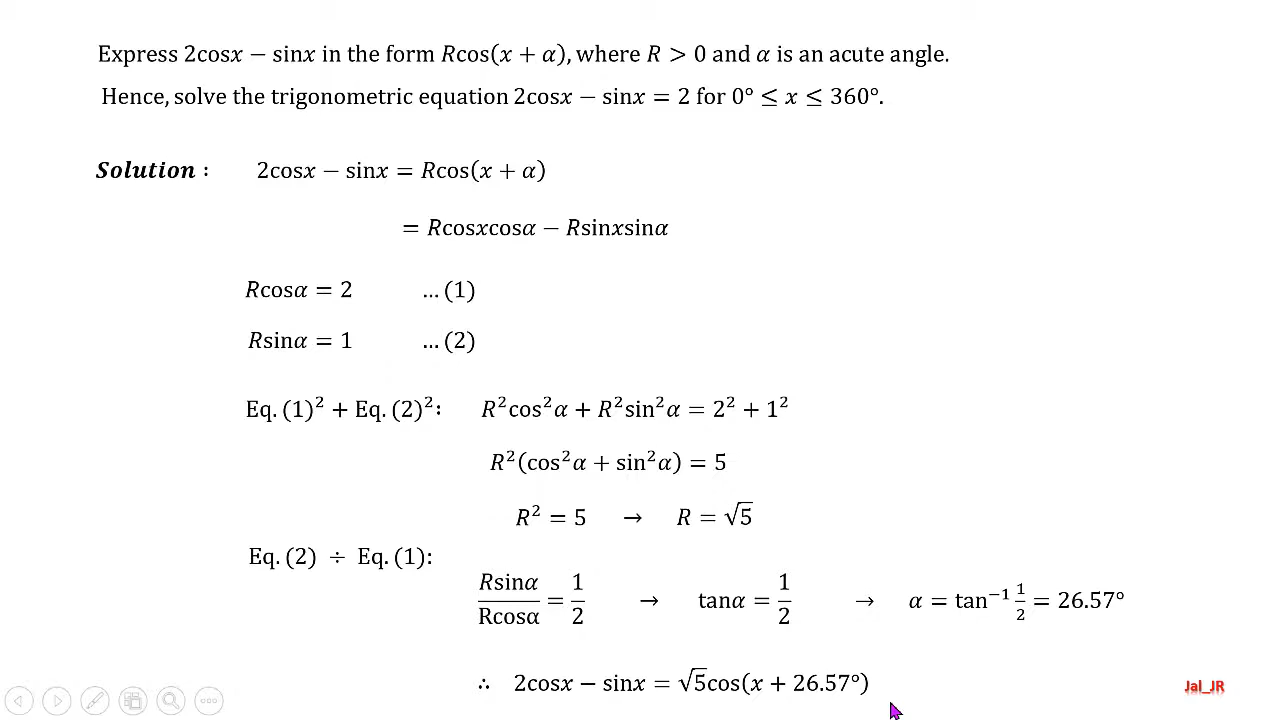 Express 2cosx − sinx in the form Rcos(x + α), where R > 0 and α is an acute angle.
Hence, solve the trigonometric equation 2cosx − sinx = 2 for 0° ≤ x ≤ 360°.
Solution : 2cosx − sinx = Rcos(x + α)
= Rcosxcosα − Rsinxsinα
Rcosα = 2 … (1)
Rsinα = 1 … (2)
Eq. (1)² + Eq. (2)²: R²cos²α + R²sin²α = 2² + 1²
R²(cos²α + sin²α) = 5
R² = 5 → R = √5
Eq. (2) ÷ Eq. (1):
Rsinα/Rcosα = 1/2 → tanα = 1/2 → α = tan⁻¹ 1/2 = 26.57°
∴ 2cosx − sinx = √5cos(x + 26.57°)
Jal_JR